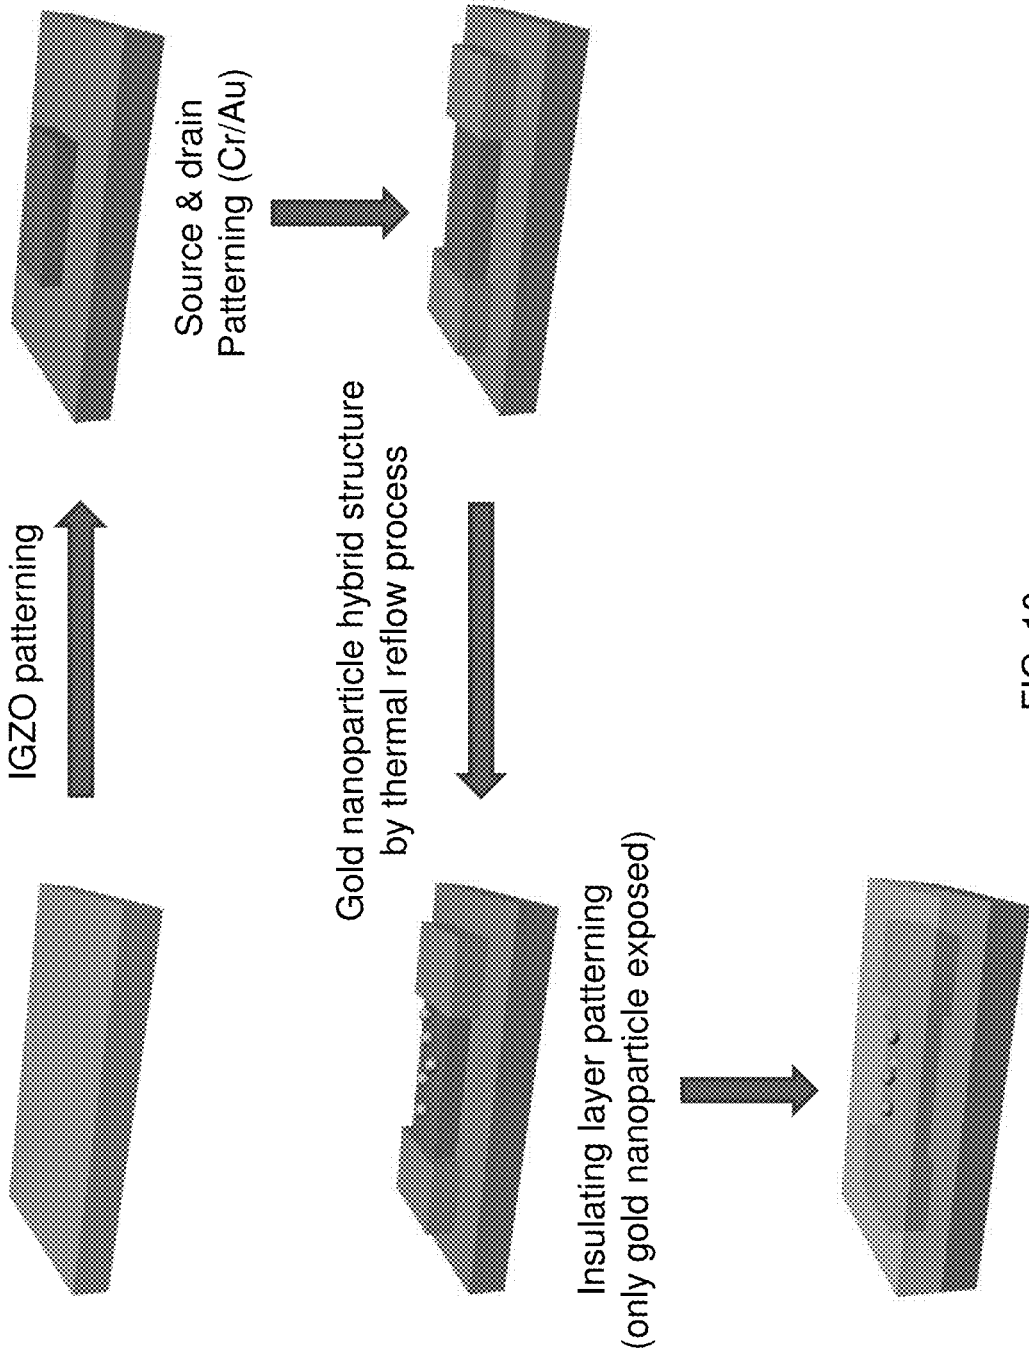 IGZO patterning
Source & drain
Patterning (Cr/Au)
Gold nanoparticle hybrid structure
by thermal reflow process
Insulating layer patterning
(only gold nanoparticle exposed)
FIG.